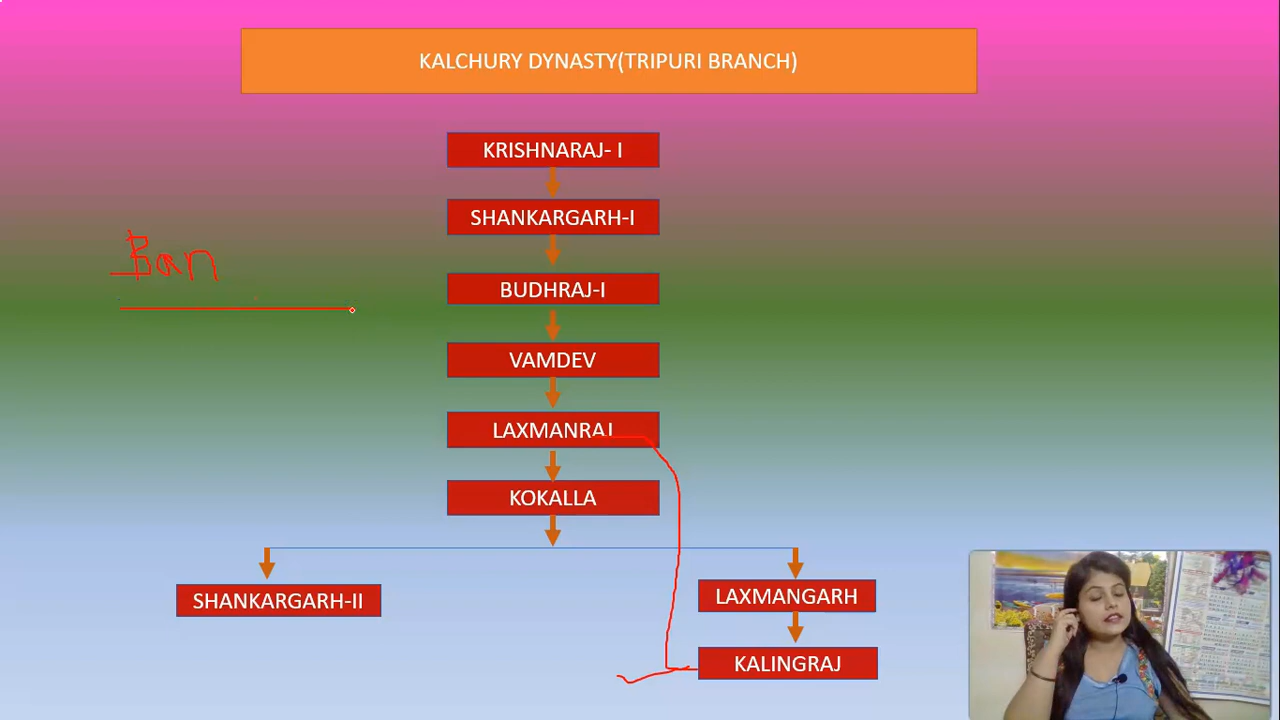 KALCHURY DYNASTY(TRIPURI BRANCH)
KRISHNARAJ- I
SHANKARGARH-I
Ban
BUDHRAJ-I
VAMDEV
LAXMANRAJ
KOKALLA
SHANKARGARH-II
LAXMANGARH
KALINGRAJ